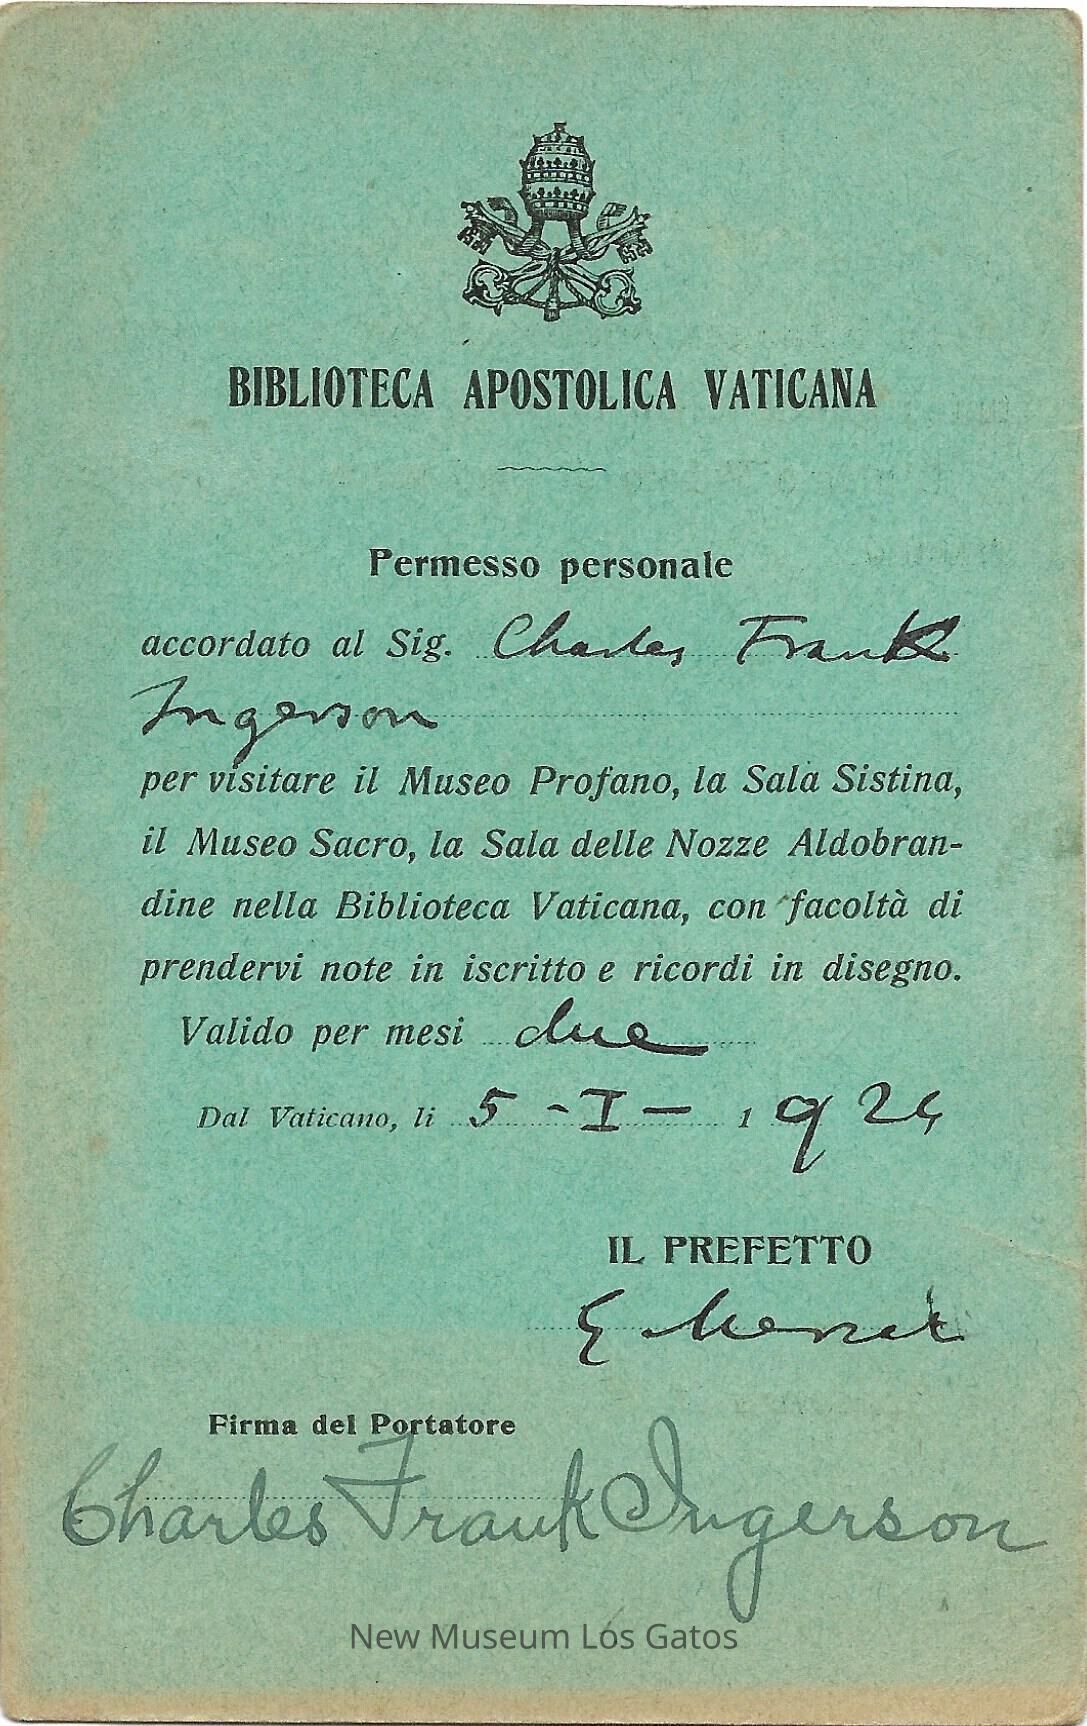 BIBLIOTECA APOSTOLICA VATICANA
Permesso personale
accordato al Sig. Charles Frank
Ingerson
per visitare il Museo Profano, la Sala Sistina,
il Museo Sacro, la Sala delle Nozze Aldobran-
dine nella Biblioteca Vaticana, con facoltà di
prendervi note in iscritto e ricordi in disegno.
Valido per mesi due
Dal Vaticano, li 5 - I - 1924
IL PREFETTO
Firma del Portatore
Charles Frank Ingerson
New Museum Los Gatos